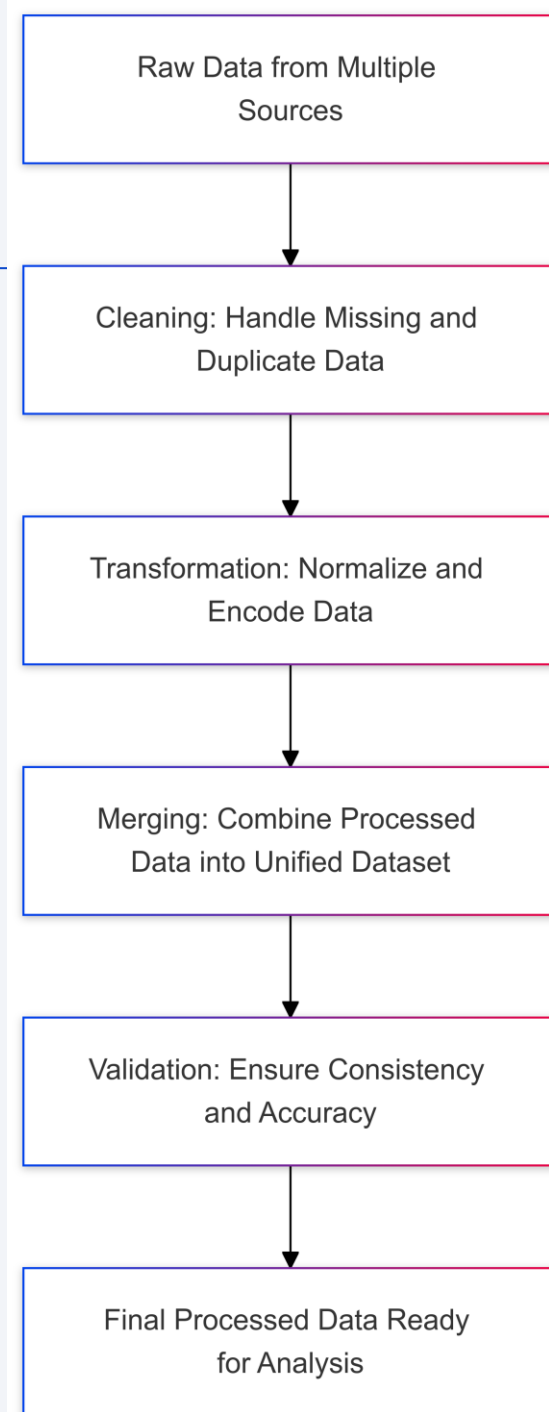 Raw Data from Multiple
Sources
Cleaning: Handle Missing and
Duplicate Data
Transformation: Normalize and
Encode Data
Merging: Combine Processed
Data into Unified Dataset
Validation: Ensure Consistency
and Accuracy
Final Processed Data Ready
for Analysis